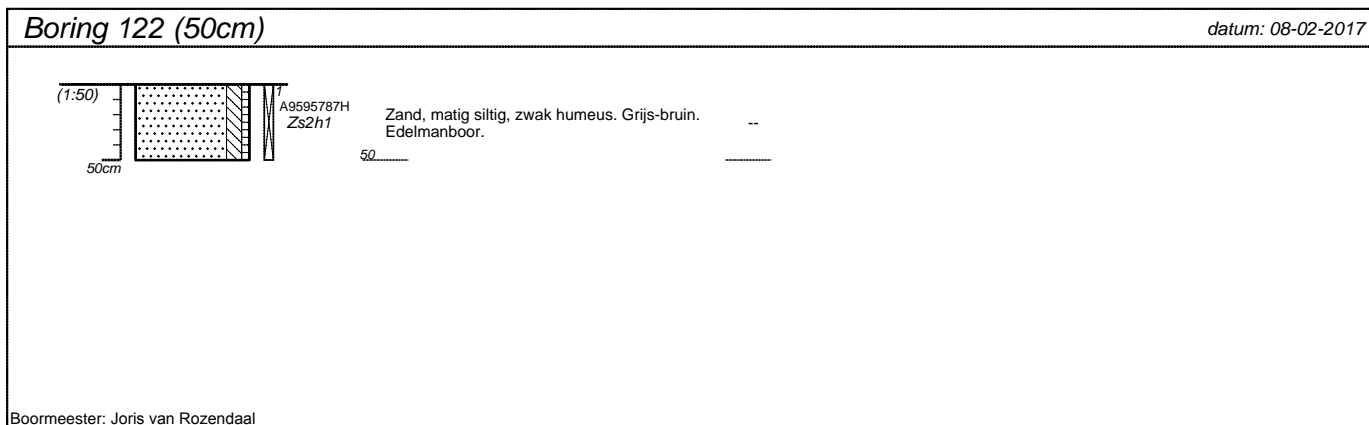 Boring 122 (50cm)
datum: 08-02-2017
(1:50)
1
A9595787H
Zs2h1
Zand, matig siltig, zwak humeus. Grijs-bruin.
Edelmanboor.
--
50
50cm
Boormeester: Joris van Rozendaal